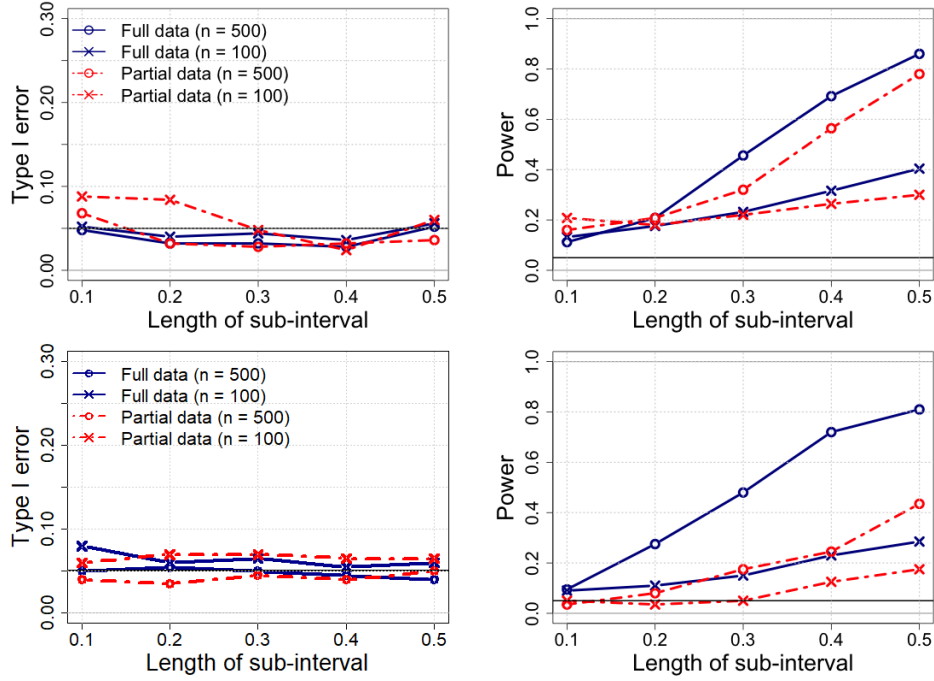 Type I error
0.00 0.10 0.20 0.30
Full data (n = 500)
Full data (n = 100)
Partial data (n = 500)
Partial data (n = 100)
0.1 0.2 0.3 0.4 0.5
Length of sub-interval
Power
0.0 0.2 0.4 0.6 0.8 1.0
0.1 0.2 0.3 0.4 0.5
Length of sub-interval
Type I error
0.00 0.10 0.20 0.30
Full data (n = 500)
Full data (n = 100)
Partial data (n = 500)
Partial data (n = 100)
0.1 0.2 0.3 0.4 0.5
Length of sub-interval
Power
0.0 0.2 0.4 0.6 0.8 1.0
0.1 0.2 0.3 0.4 0.5
Length of sub-interval